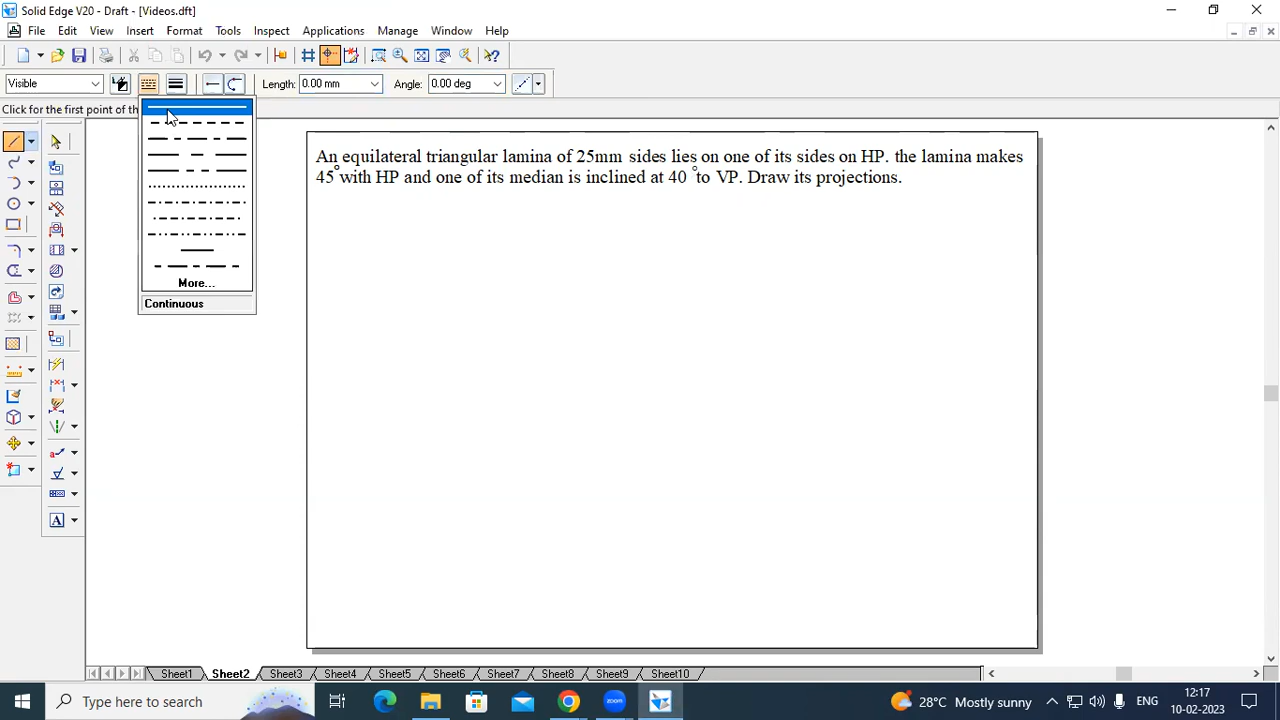 Solid Edge V20 - Draft - [Videos.dft]
File Edit View Insert Format Tools Inspect Applications Manage Window Help
Visible Length: 0.00 mm Angle: 0.00 deg
Click for the first point of th
More...
Continuous
An equilateral triangular lamina of 25mm sides lies on one of its sides on HP. the lamina makes
45° with HP and one of its median is inclined at 40 ° to VP. Draw its projections.
A
Sheet1 Sheet2 Sheet3 Sheet4 Sheet5 Sheet6 Sheet7 Sheet8 Sheet9 Sheet10
Type here to search
zoom
28°C Mostly sunny
ENG
12:17
10-02-2023